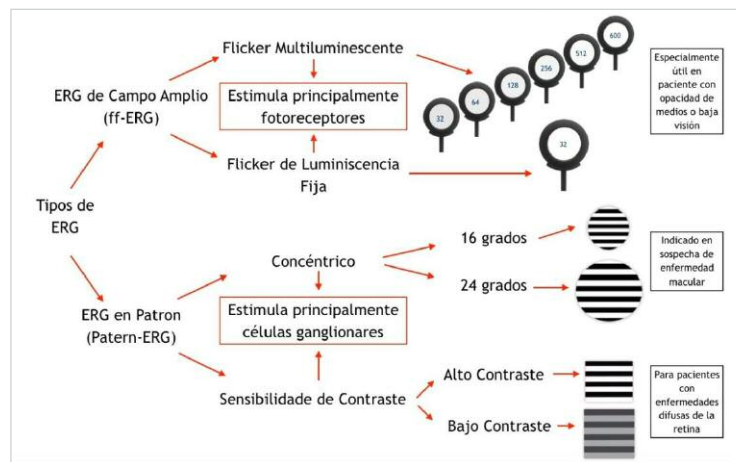 Tipos de
ERG
ERG de Campo Amplio
(ff-ERG)
Flicker Multiluminescente
Estimula principalmente
fotoreceptores
Flicker de Luminiscencia
Fija
32
64
128
256
512
600
32
Especialmente
útil en
paciente con
opacidad de
medios o baja
visión
ERG en Patron
(Patern-ERG)
Concéntrico
Estimula principalmente
células ganglionares
Sensibilidade de Contraste
16 grados
24 grados
Indicado en
sospecha de
enfermedad
macular
Alto Contraste
Bajo Contraste
Para pacientes
con
enfermedades
difusas de la
retina